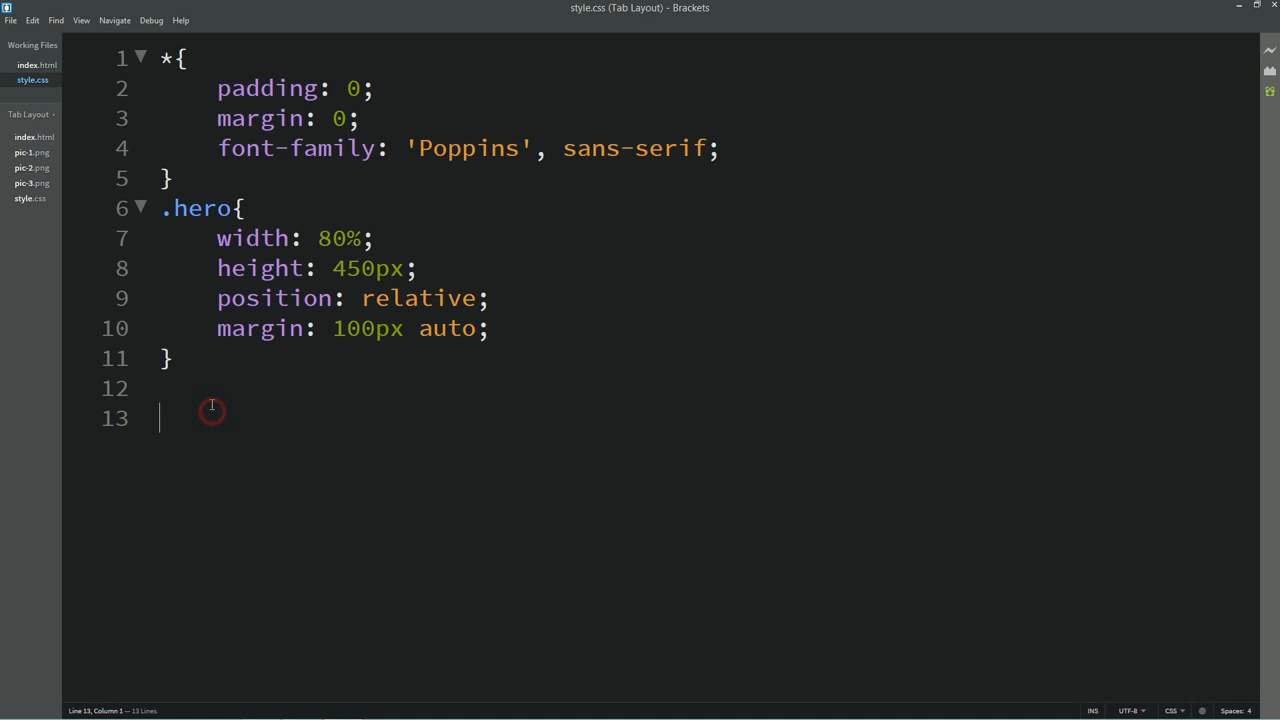 style.css (Tab Layout) - Brackets
File Edit Find View Navigate Debug Help
Working Files
index.html
style.css
Tab Layout
index.html
pic-1.png
pic-2.png
pic-3.png
style.css
1 *{
2 padding: 0;
3 margin: 0;
4 font-family: 'Poppins', sans-serif;
5 }
6 .hero{
7 width: 80%;
8 height: 450px;
9 position: relative;
10 margin: 100px auto;
11 }
12
13
Line 13, Column 1 — 13 Lines
INS UTF-8 CSS Spaces: 4